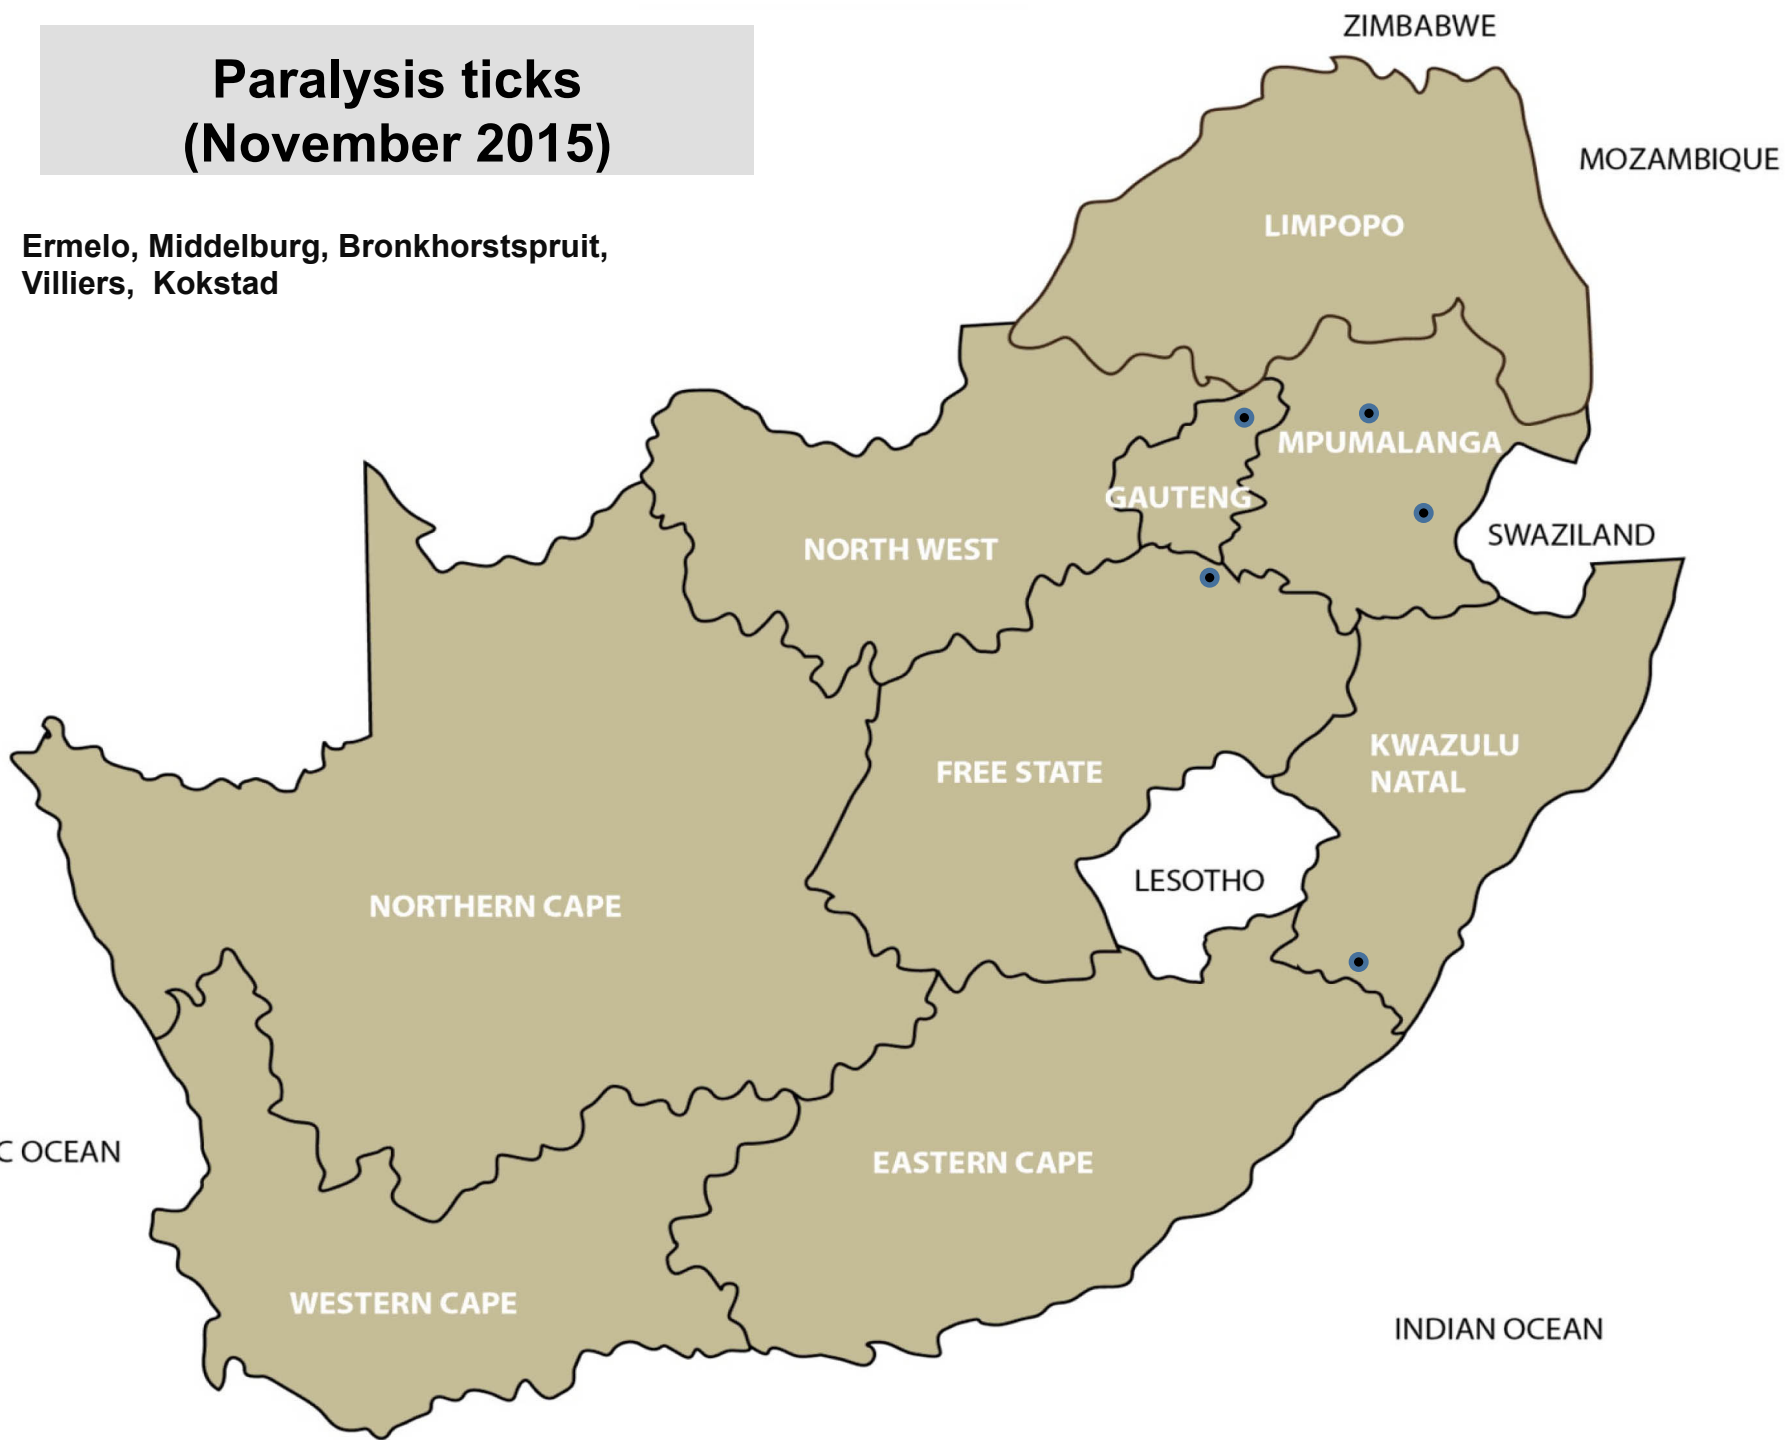 Paralysis ticks
(November 2015)
Ermelo, Middelburg, Bronkhorstspruit,
Villiers, Kokstad
ZIMBABWE
MOZAMBIQUE
LIMPOPO
MPUMALANGA
GAUTENG
SWAZILAND
NORTH WEST
KWAZULU
NATAL
FREE STATE
LESOTHO
NORTHERN CAPE
C OCEAN
EASTERN CAPE
WESTERN CAPE
INDIAN OCEAN